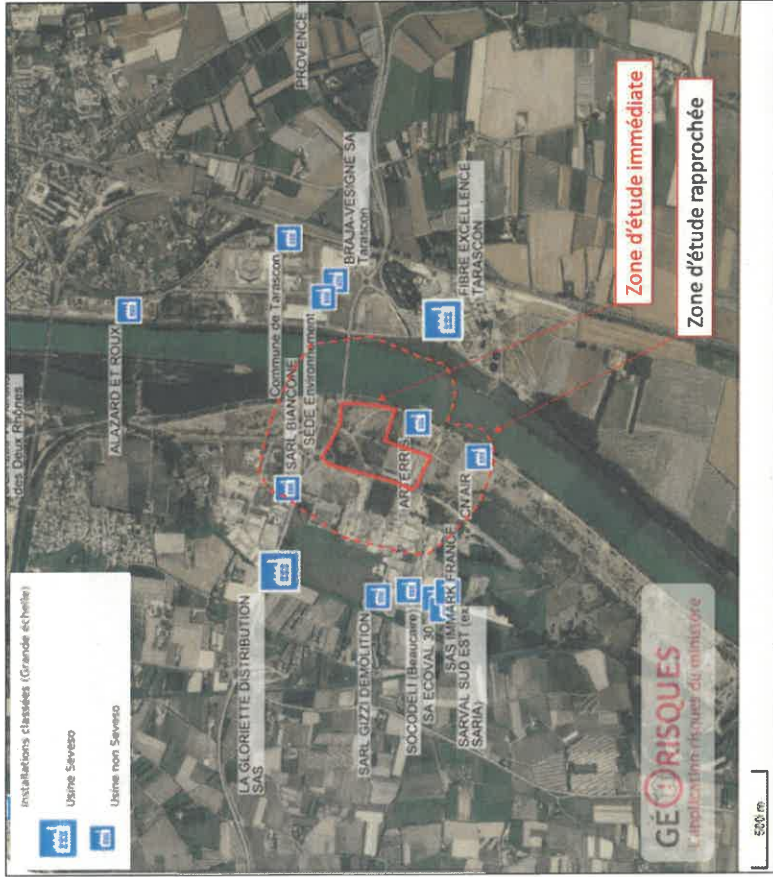 Installations classées (Grande échelle)
Usine Seveso
Usine non Seveso
des Deux Rhônes
ALAZARD ET ROUX
PROVENCE T
LA GLORIETTE DISTRIBUTION
SAS
SARL BIANCONE
Commune de Tarascon
SEDE Environnement
BRAJA-VESIGNE SA
Tarascon
SARL GIZZI DEMOLITION
SOCODELI (Beaucaire)
SA ECOVAL 30
SAS IMMARK FRANCE
SARVAL SUD EST (ex
SARIA)
ARTERRIS
CN'AIR
FIBRE EXCELLENCE
TARASCON
Zone d'étude immédiate
Zone d'étude rapprochée
GÉORISQUES
L'application risques du ministère
500 m